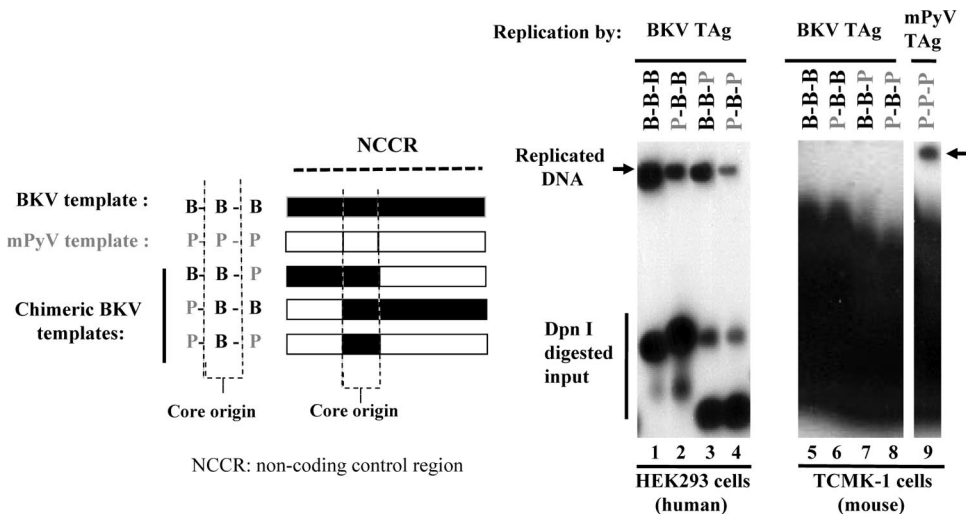 NCCR
BKV template :
B- B - B
mPyV template :
P- P - P
B- B - P
Chimeric BKV
templates:
P- B - B
P- B - P
Core origin
Core origin
NCCR: non-coding control region
Replication by:
BKV TAg
BKV TAg
mPyV
TAg
B-B-B
P-B-B
B-B-P
P-B-P
B-B-B
P-B-B
B-B-P
P-B-P
P-P-P
Replicated
DNA
Dpn I
digested
input
1 2 3 4
5 6 7 8 9
HEK293 cells
(human)
TCMK-1 cells
(mouse)